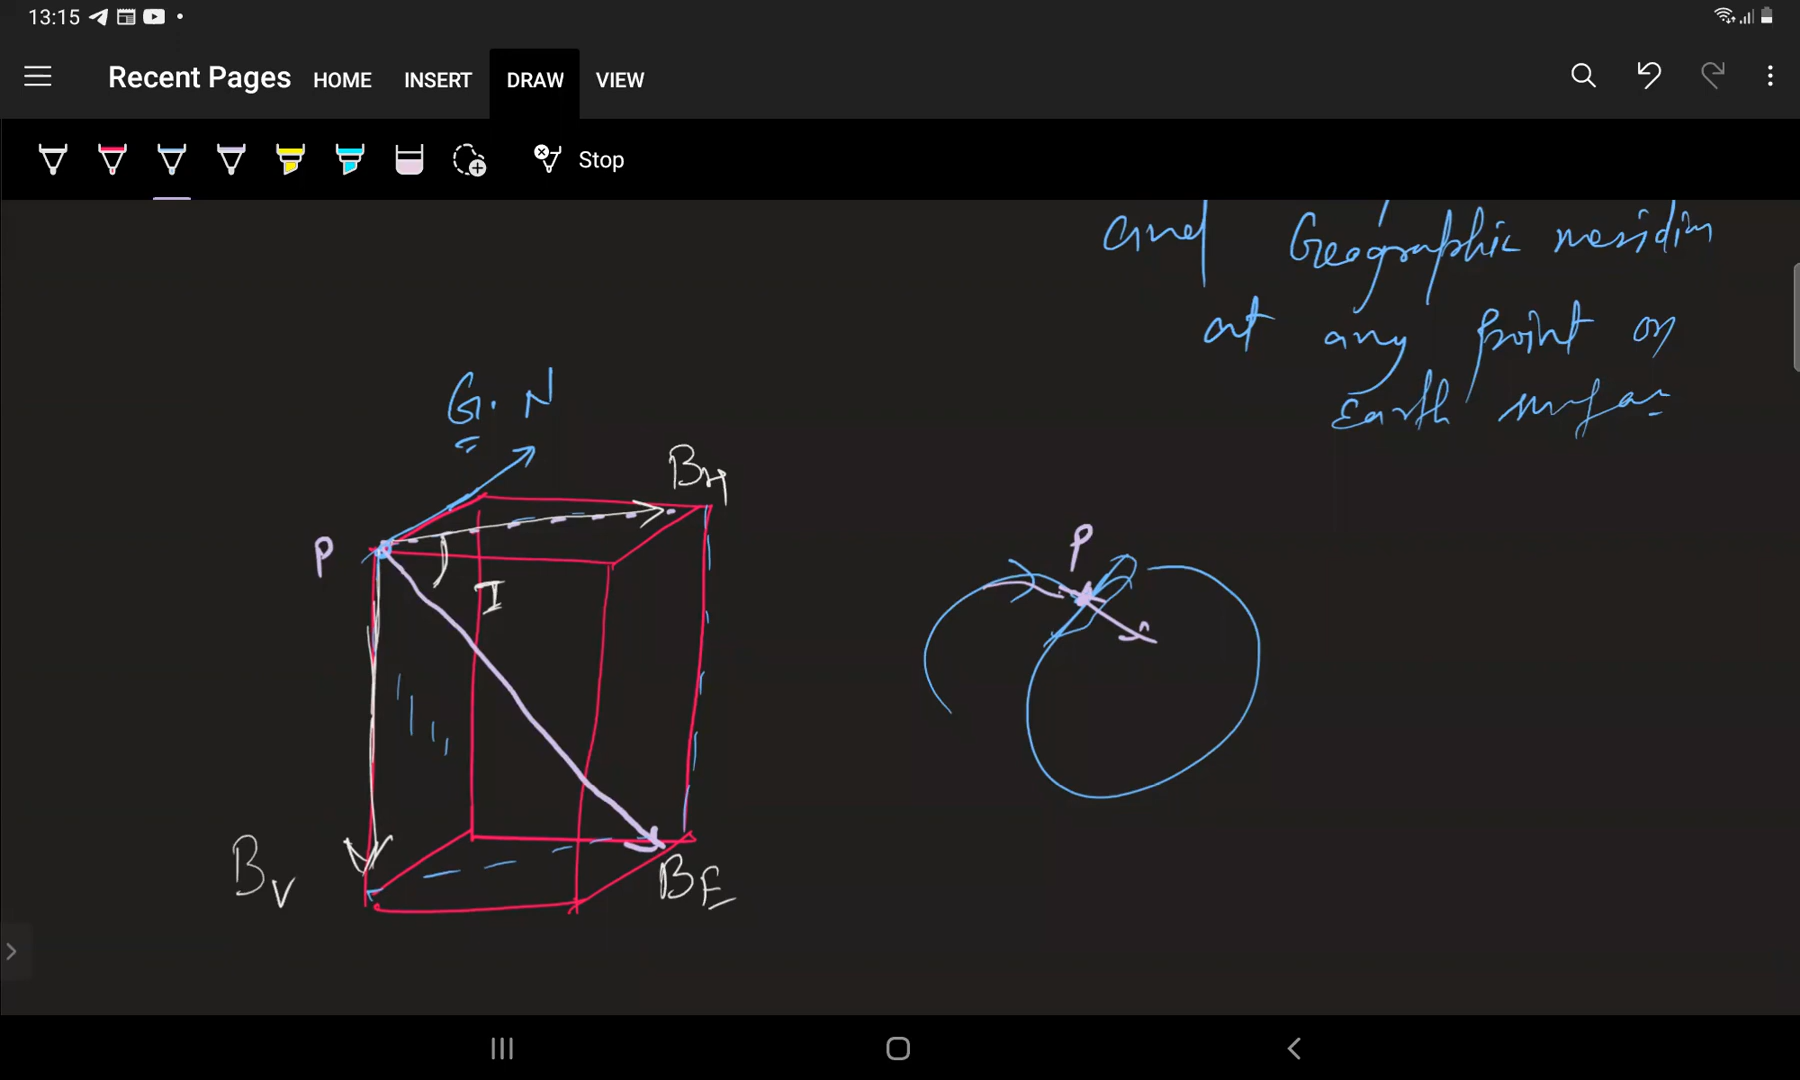 13:15
Recent Pages HOME INSERT DRAW VIEW
Stop
and Geographic meridian
at any point on
Earth surface
G. N
BH
P
I
P
BV
BE